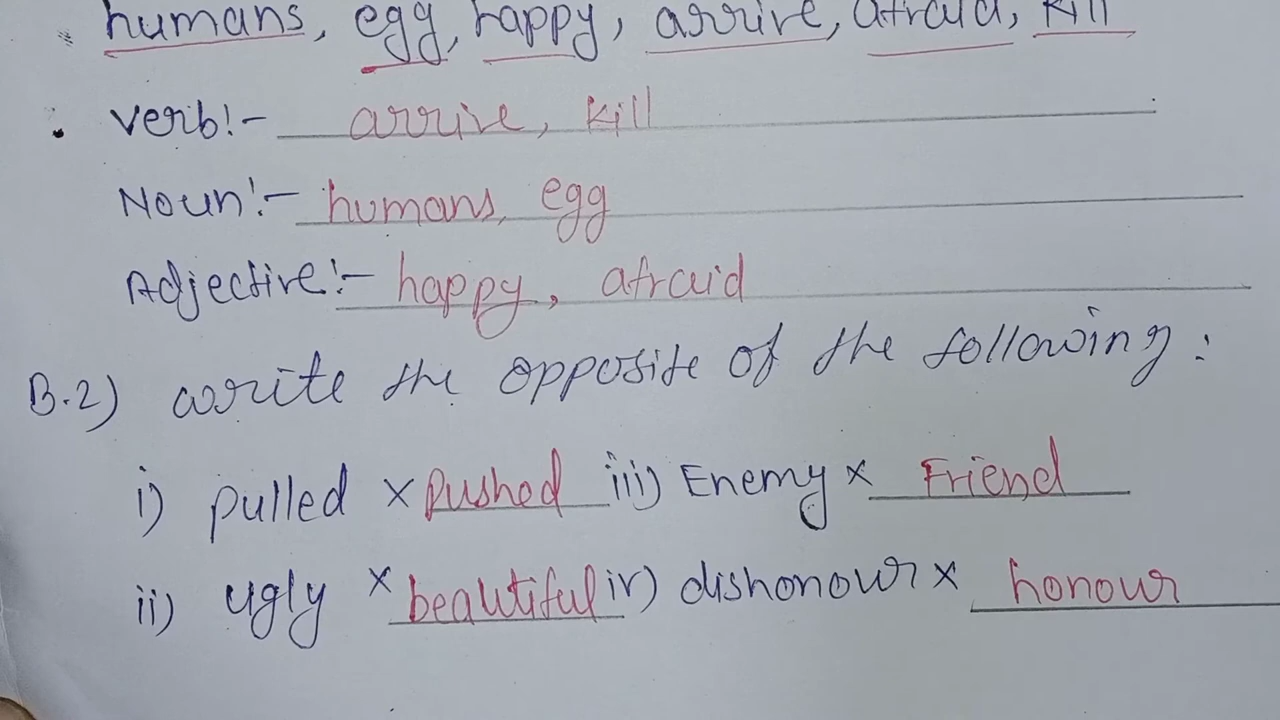 humans, egg, happy, arrive, afraid, kill
verb:- arrive, kill
Noun:- humans, egg
Adjective:- happy, afraid
B.2) write the opposite of the following:
i) pulled × Pushed iii) Enemy × Friend
ii) ugly × beautiful iv) dishonour × honour